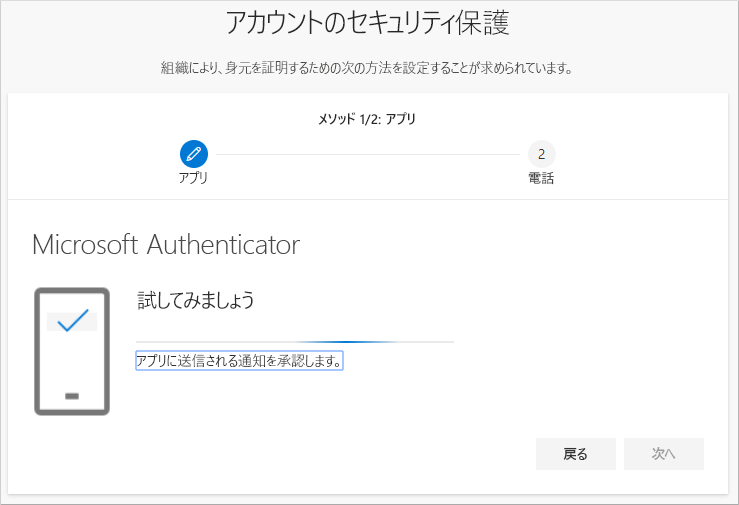 アカウントのセキュリティ保護
組織により、身元を証明するための次の方法を設定することが求められています。
メソッド 1/2: アプリ
2
アプリ
電話
Microsoft Authenticator
試してみましょう
アプリに送信される通知を承認します。
戻る
次へ